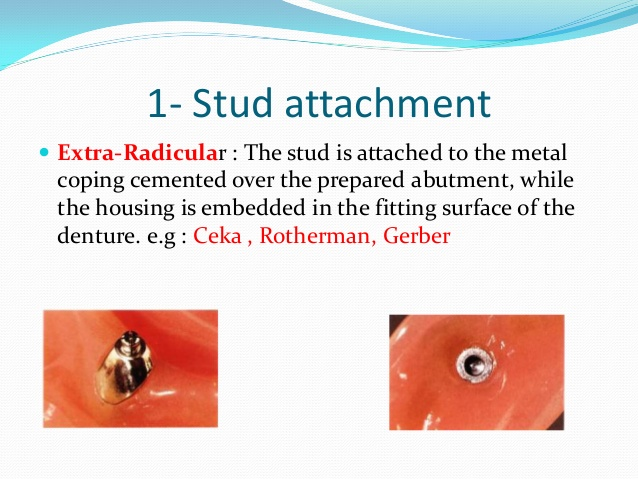 1- Stud attachment
• Extra-Radicular : The stud is attached to the metal
coping cemented over the prepared abutment, while
the housing is embedded in the fitting surface of the
denture. e.g : Ceka , Rotherman, Gerber